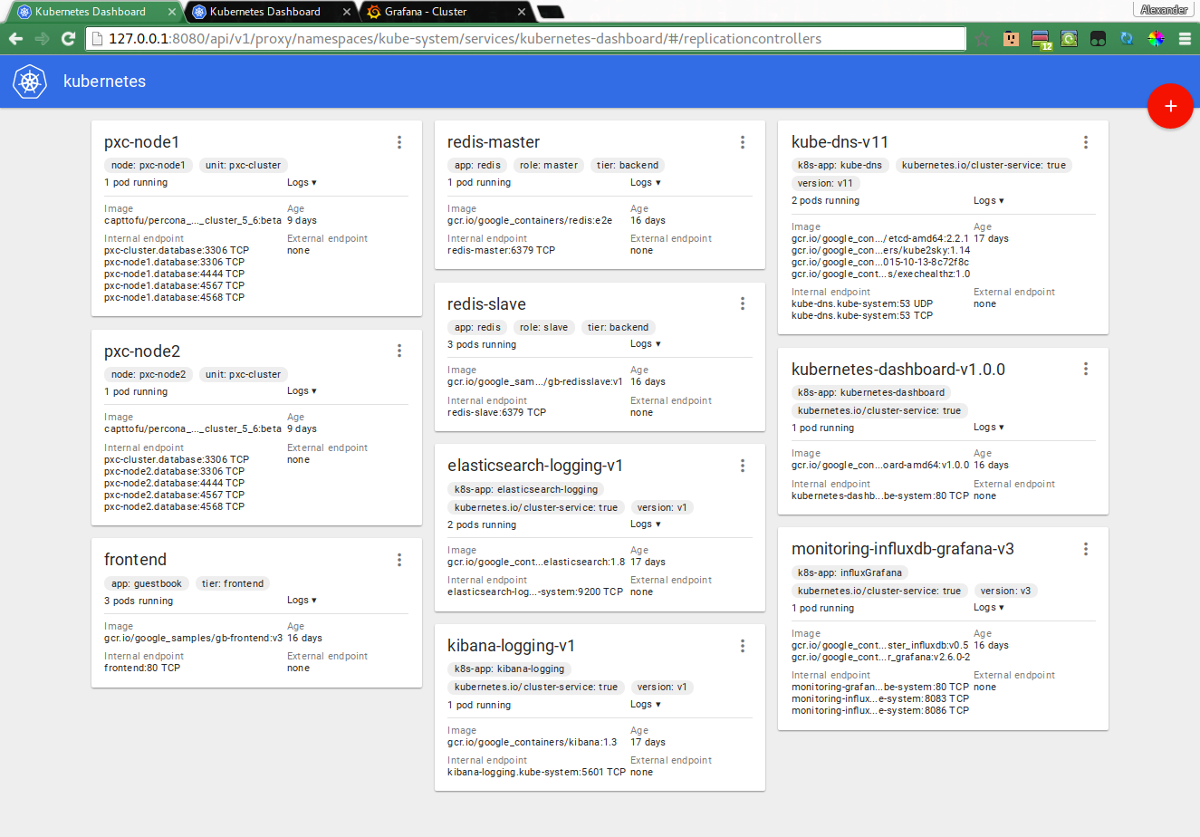 Kubernetes Dashboard
Kubernetes Dashboard
Grafana - Cluster
Alexander
127.0.0.1:8080/api/v1/proxy/namespaces/kube-system/services/kubernetes-dashboard/#/replicationcontrollers
12
kubernetes
+
pxc-node1
node: pxc-node1 unit: pxc-cluster
1 pod running Logs ▾
Image Age
capttofu/percona_..._cluster_5_6:beta 9 days
Internal endpoint External endpoint
pxc-cluster.database:3306 TCP none
pxc-node1.database:3306 TCP
pxc-node1.database:4444 TCP
pxc-node1.database:4567 TCP
pxc-node1.database:4568 TCP
pxc-node2
node: pxc-node2 unit: pxc-cluster
1 pod running Logs ▾
Image Age
capttofu/percona_..._cluster_5_6:beta 9 days
Internal endpoint External endpoint
pxc-cluster.database:3306 TCP none
pxc-node2.database:3306 TCP
pxc-node2.database:4444 TCP
pxc-node2.database:4567 TCP
pxc-node2.database:4568 TCP
frontend
app: guestbook tier: frontend
3 pods running Logs ▾
Image Age
gcr.io/google_samples/gb-frontend:v3 16 days
Internal endpoint External endpoint
frontend:80 TCP none
redis-master
app: redis role: master tier: backend
1 pod running Logs ▾
Image Age
gcr.io/google_containers/redis:e2e 16 days
Internal endpoint External endpoint
redis-master:6379 TCP none
redis-slave
app: redis role: slave tier: backend
3 pods running Logs ▾
Image Age
gcr.io/google_sam.../gb-redisslave:v1 16 days
Internal endpoint External endpoint
redis-slave:6379 TCP none
elasticsearch-logging-v1
k8s-app: elasticsearch-logging
kubernetes.io/cluster-service: true version: v1
2 pods running Logs ▾
Image Age
gcr.io/google_cont...elasticsearch:1.8 17 days
Internal endpoint External endpoint
elasticsearch-log...-system:9200 TCP none
kibana-logging-v1
k8s-app: kibana-logging
kubernetes.io/cluster-service: true version: v1
1 pod running Logs ▾
Image Age
gcr.io/google_containers/kibana:1.3 17 days
Internal endpoint External endpoint
kibana-logging.kube-system:5601 TCP none
kube-dns-v11
k8s-app: kube-dns kubernetes.io/cluster-service: true
version: v11
2 pods running Logs ▾
Image Age
gcr.io/google_con.../etcd-amd64:2.2.1 17 days
gcr.io/google_con...ers/kube2sky:1.14
gcr.io/google_con...015-10-13-8c72f8c
gcr.io/google_cont...s/exechealthz:1.0
Internal endpoint External endpoint
kube-dns.kube-system:53 UDP none
kube-dns.kube-system:53 TCP
kubernetes-dashboard-v1.0.0
k8s-app: kubernetes-dashboard
kubernetes.io/cluster-service: true
1 pod running Logs ▾
Image Age
gcr.io/google_con...oard-amd64:v1.0.0 16 days
Internal endpoint External endpoint
kubernetes-dashb...be-system:80 TCP none
monitoring-influxdb-grafana-v3
k8s-app: influxGrafana
kubernetes.io/cluster-service: true version: v3
1 pod running Logs ▾
Image Age
gcr.io/google_cont...ster_influxdb:v0.5 16 days
gcr.io/google_cont...r_grafana:v2.6.0-2
Internal endpoint External endpoint
monitoring-grafan...be-system:80 TCP none
monitoring-influx...e-system:8083 TCP
monitoring-influx...e-system:8086 TCP